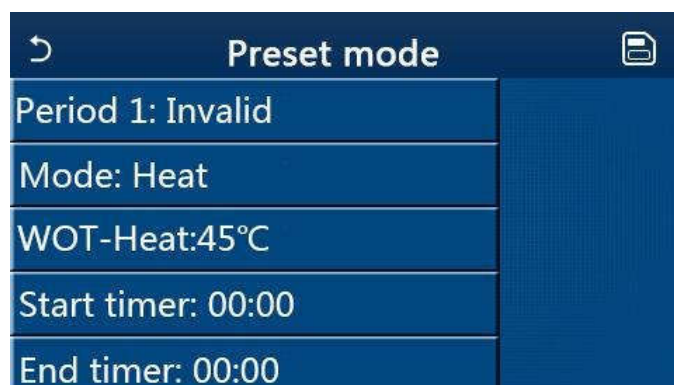 Preset mode
Period 1: Invalid
Mode: Heat
WOT-Heat:45℃
Start timer: 00:00
End timer: 00:00